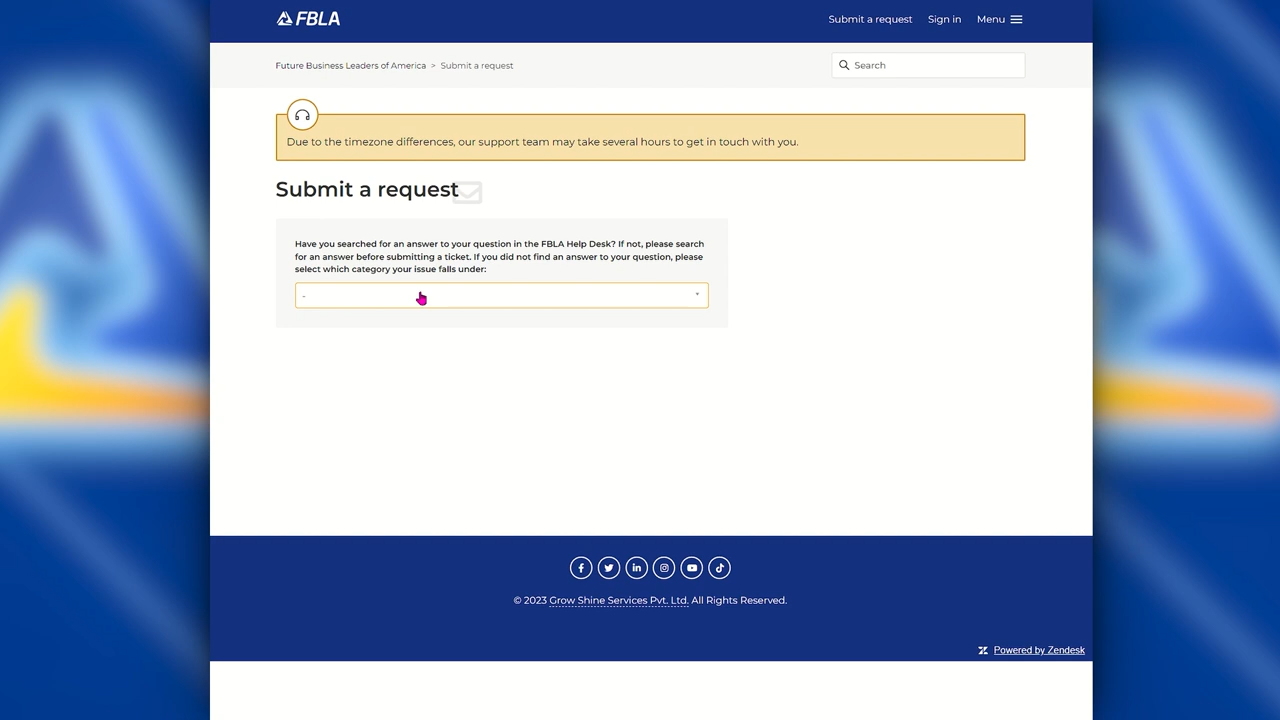 FBLA
Submit a request
Sign in
Menu
Future Business Leaders of America > Submit a request
Search
Due to the timezone differences, our support team may take several hours to get in touch with you.
Submit a request
Have you searched for an answer to your question in the FBLA Help Desk? If not, please search
for an answer before submitting a ticket. If you did not find an answer to your question, please
select which category your issue falls under:
-
© 2023 Grow Shine Services Pvt. Ltd. All Rights Reserved.
Powered by Zendesk